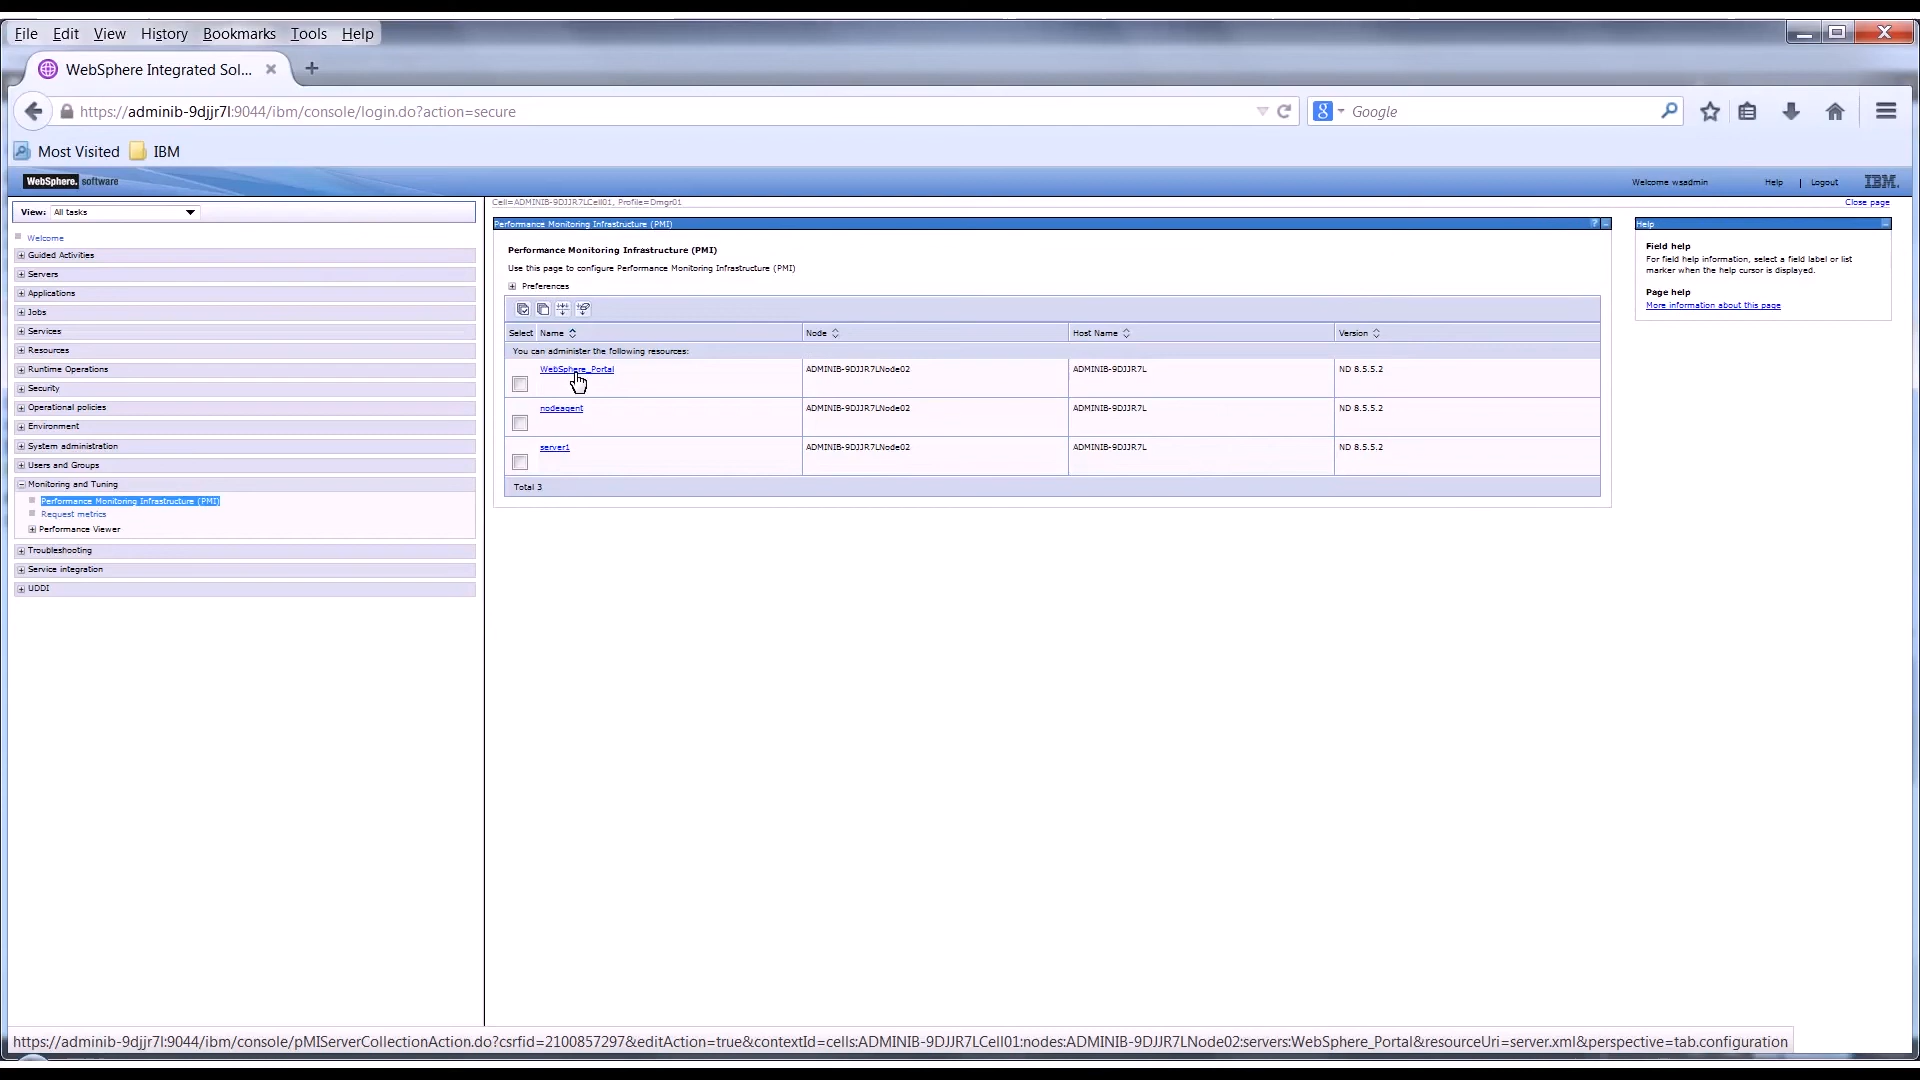 File Edit View History Bookmarks Tools Help
WebSphere Integrated Sol...
https://adminib-9djjr7l:9044/ibm/console/login.do?action=secure
Google
Most Visited IBM
WebSphere. software
Welcome wsadmin Help | Logout IBM.
View: All tasks
Cell=ADMINIB-9DJJR7LCell01, Profile=Dmgr01
Close page
Welcome
Guided Activities
Servers
Applications
Jobs
Services
Resources
Runtime Operations
Security
Operational policies
Environment
System administration
Users and Groups
Monitoring and Tuning
Performance Monitoring Infrastructure (PMI)
Request metrics
Performance Viewer
Troubleshooting
Service integration
UDDI
Performance Monitoring Infrastructure (PMI) ?
Performance Monitoring Infrastructure (PMI)
Use this page to configure Performance Monitoring Infrastructure (PMI)
Preferences
Select Name Node Host Name Version
You can administer the following resources:
WebSphere_Portal ADMINIB-9DJJR7LNode02 ADMINIB-9DJJR7L ND 8.5.5.2
nodeagent ADMINIB-9DJJR7LNode02 ADMINIB-9DJJR7L ND 8.5.5.2
server1 ADMINIB-9DJJR7LNode02 ADMINIB-9DJJR7L ND 8.5.5.2
Total 3
Help
Field help
For field help information, select a field label or list
marker when the help cursor is displayed.
Page help
More information about this page
https://adminib-9djjr7l:9044/ibm/console/pMIServerCollectionAction.do?csrfid=2100857297&editAction=true&contextId=cells:ADMINIB-9DJJR7LCell01:nodes:ADMINIB-9DJJR7LNode02:servers:WebSphere_Portal&resourceUri=server.xml&perspective=tab.configuration